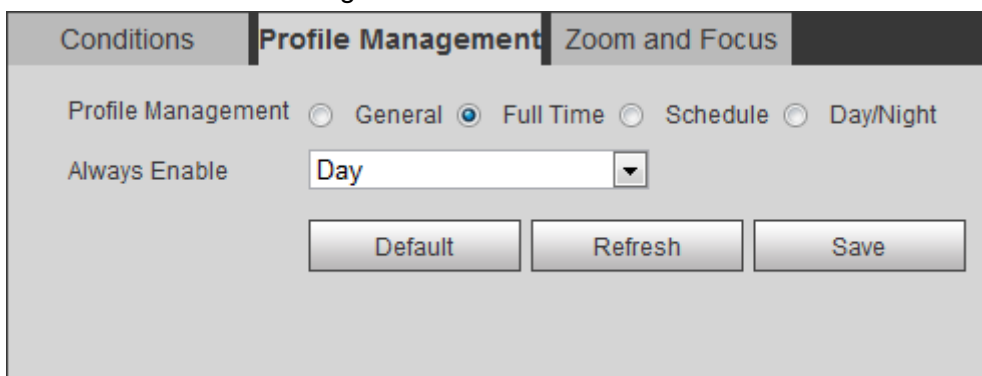 Conditions Profile Management Zoom and Focus
Profile Management General Full Time Schedule Day/Night
Always Enable Day
Default Refresh Save